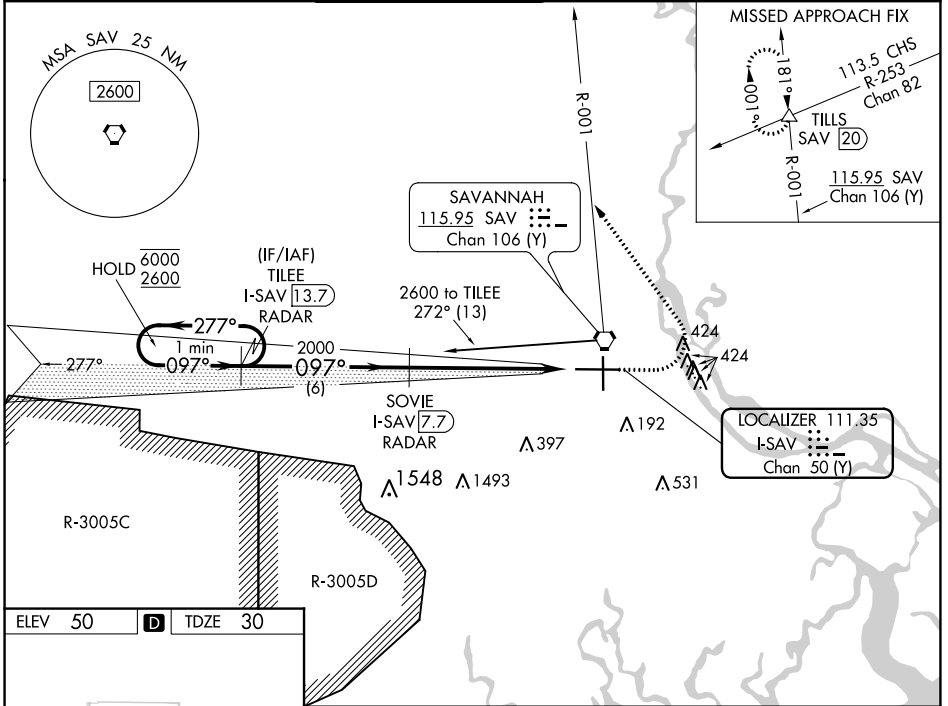 MSA SAV 25 NM
2600
MISSED APPROACH FIX
181°
001°
113.5 CHS
R-253
Chan 82
TILLS
SAV 20
R-001
115.95 SAV
Chan 106 (Y)
R-001
SAVANNAH
115.95 SAV
Chan 106 (Y)
HOLD 6000
2600
(IF/IAF)
TILEE
I-SAV 13.7
RADAR
2600 to TILEE
272° (13)
277°
1 min
097°
277°
2000
097°
(6)
SOVIE
I-SAV 7.7
RADAR
424
424
192
397
1548
1493
531
LOCALIZER 111.35
I-SAV
Chan 50 (Y)
R-3005C
R-3005D
ELEV 50
D
TDZE 30